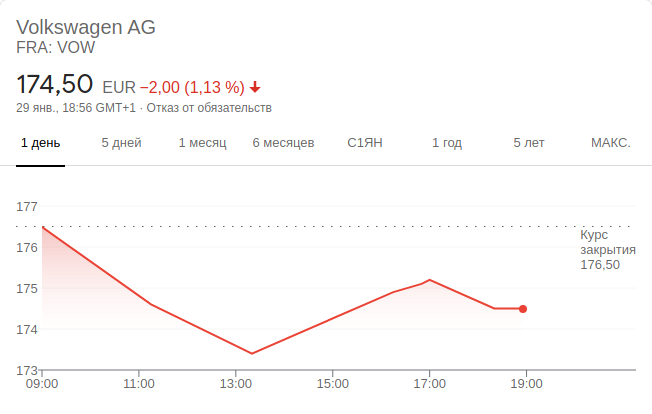 Volkswagen AG
FRA: VOW
174,50 EUR −2,00 (1,13 %)
29 янв., 18:56 GMT+1 · Отказ от обязательств
1 день 5 дней 1 месяц 6 месяцев С1ЯН 1 год 5 лет МАКС.
177
176
175
174
173
Курс
закрытия
176,50
09:00 11:00 13:00 15:00 17:00 19:00